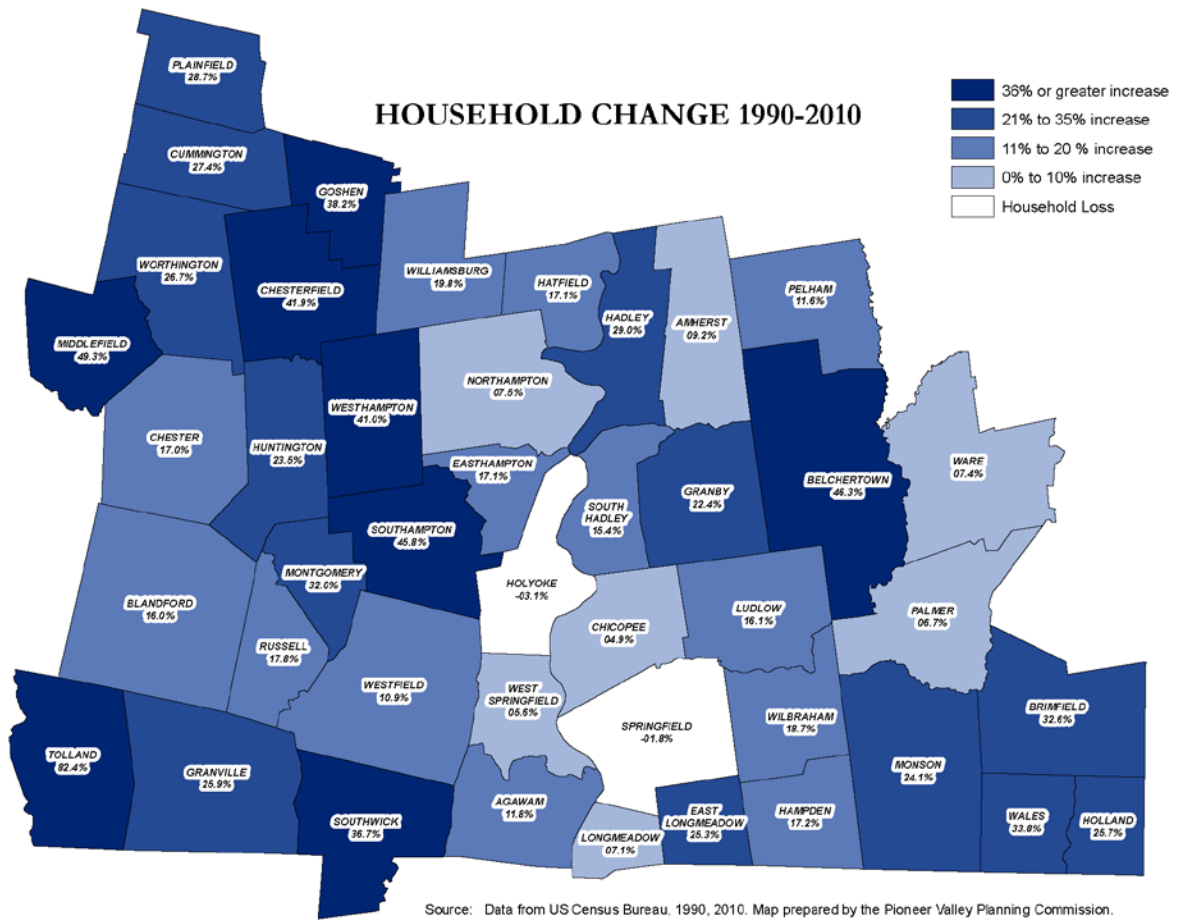 HOUSEHOLD CHANGE 1990-2010
36% or greater increase
21% to 35% increase
11% to 20 % increase
0% to 10% increase
Household Loss
PLAINFIELD
28.7%
CUMMINGTON
27.4%
GOSHEN
38.2%
WORTHINGTON
26.7%
CHESTERFIELD
41.9%
WILLIAMSBURG
19.8%
HATFIELD
17.1%
HADLEY
29.0%
AMHERST
09.2%
PELHAM
11.6%
MIDDLEFIELD
49.3%
NORTHAMPTON
07.5%
WESTHAMPTON
41.0%
CHESTER
17.0%
HUNTINGTON
23.5%
EASTHAMPTON
17.1%
SOUTH
HADLEY
15.4%
GRANBY
22.4%
BELCHERTOWN
46.3%
WARE
07.4%
SOUTHAMPTON
45.8%
MONTGOMERY
32.0%
HOLYOKE
-03.1%
BLANDFORD
16.0%
RUSSELL
17.8%
CHICOPEE
04.9%
LUDLOW
16.1%
PALMER
06.7%
WESTFIELD
10.9%
WEST
SPRINGFIELD
05.6%
SPRINGFIELD
-01.8%
WILBRAHAM
18.7%
BRIMFIELD
32.6%
TOLLAND
82.4%
GRANVILLE
25.9%
MONSON
24.1%
SOUTHWICK
36.7%
AGAWAM
11.8%
LONGMEADOW
07.1%
EAST
LONGMEADOW
25.3%
HAMPDEN
17.2%
WALES
33.8%
HOLLAND
25.7%
Source: Data from US Census Bureau, 1990, 2010. Map prepared by the Pioneer Valley Planning Commission.